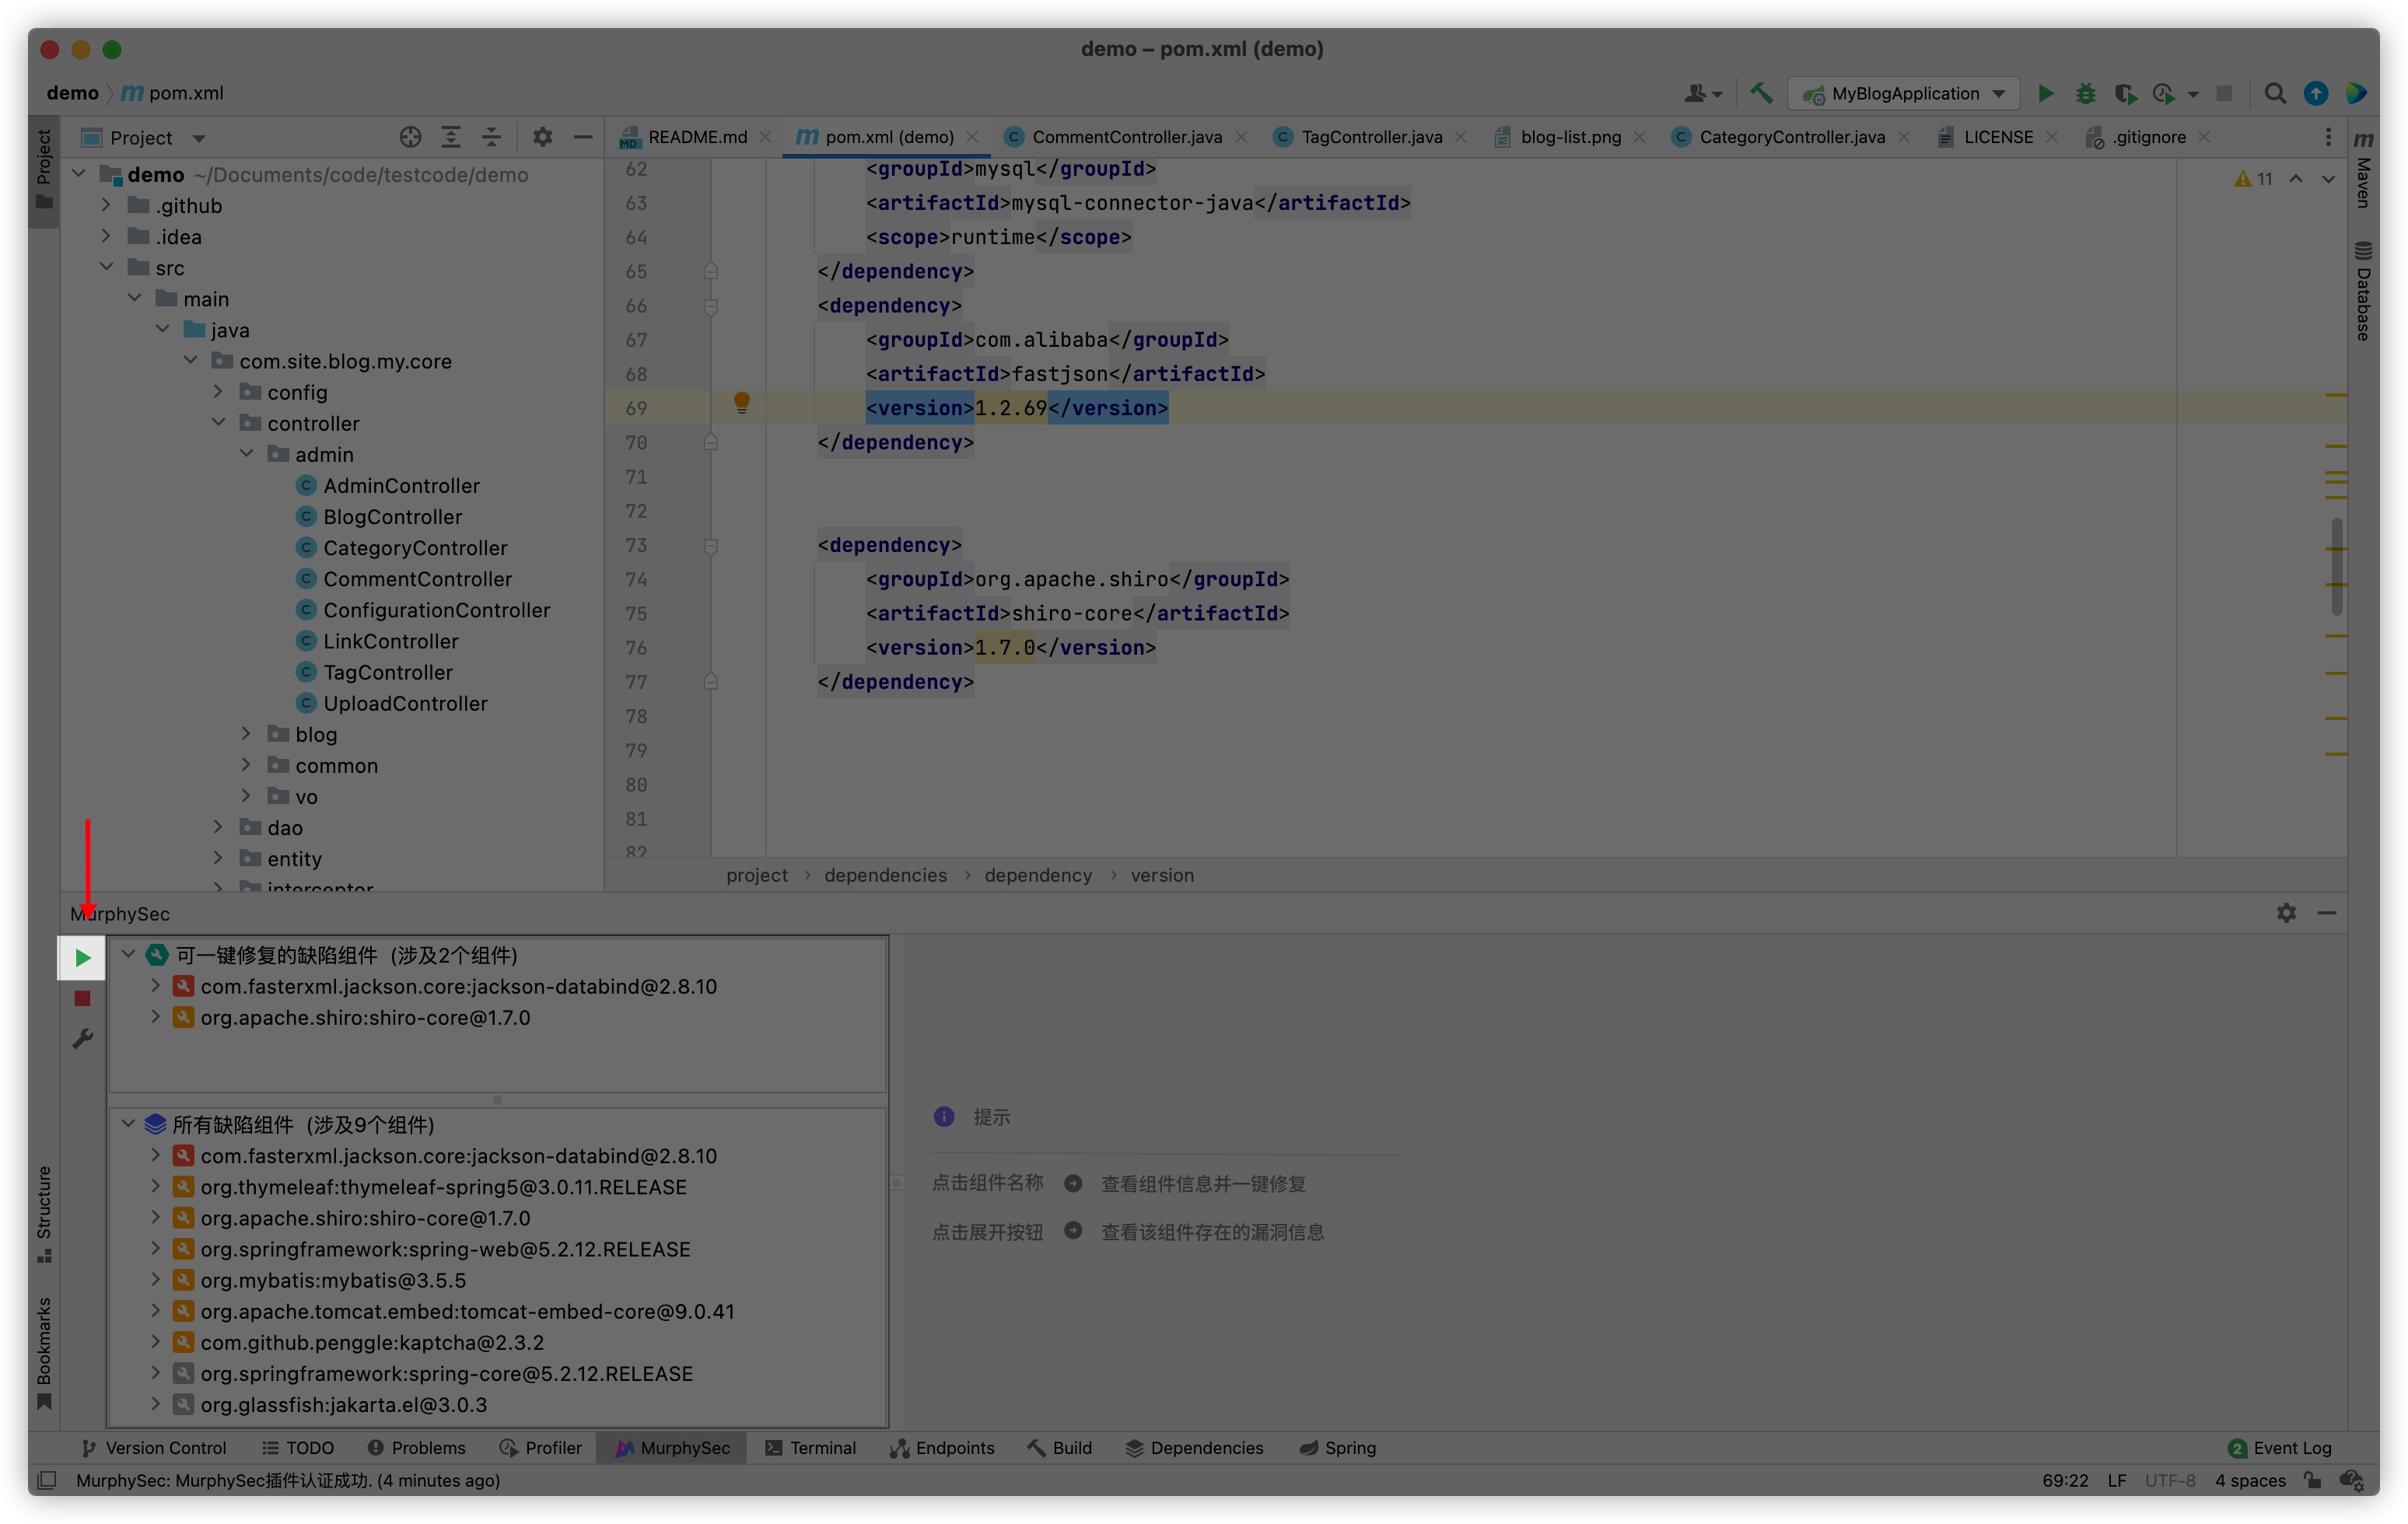 demo – pom.xml (demo)
demo
m pom.xml
MyBlogApplication
Project
Project
README.md
m pom.xml (demo)
CommentController.java
TagController.java
blog-list.png
CategoryController.java
LICENSE
.gitignore
m Maven
Database
demo ~/Documents/code/testcode/demo
.github
.idea
src
main
java
com.site.blog.my.core
config
controller
admin
AdminController
BlogController
CategoryController
CommentController
ConfigurationController
LinkController
TagController
UploadController
blog
common
vo
dao
entity
interceptor
11
62 <groupId>mysql</groupId>
63 <artifactId>mysql-connector-java</artifactId>
64 <scope>runtime</scope>
65 </dependency>
66 <dependency>
67 <groupId>com.alibaba</groupId>
68 <artifactId>fastjson</artifactId>
69 <version>1.2.69</version>
70 </dependency>
71
72
73 <dependency>
74 <groupId>org.apache.shiro</groupId>
75 <artifactId>shiro-core</artifactId>
76 <version>1.7.0</version>
77 </dependency>
78
79
80
81
82
project › dependencies › dependency › version
MurphySec
可一键修复的缺陷组件 (涉及2个组件)
com.fasterxml.jackson.core:jackson-databind@2.8.10
org.apache.shiro:shiro-core@1.7.0
所有缺陷组件 (涉及9个组件)
com.fasterxml.jackson.core:jackson-databind@2.8.10
org.thymeleaf:thymeleaf-spring5@3.0.11.RELEASE
org.apache.shiro:shiro-core@1.7.0
org.springframework:spring-web@5.2.12.RELEASE
org.mybatis:mybatis@3.5.5
org.apache.tomcat.embed:tomcat-embed-core@9.0.41
com.github.penggle:kaptcha@2.3.2
org.springframework:spring-core@5.2.12.RELEASE
org.glassfish:jakarta.el@3.0.3
提示
点击组件名称 查看组件信息并一键修复
点击展开按钮 查看该组件存在的漏洞信息
Structure
Bookmarks
Version Control
TODO
Problems
Profiler
MurphySec
Terminal
Endpoints
Build
Dependencies
Spring
2 Event Log
MurphySec: MurphySec插件认证成功. (4 minutes ago)
69:22 LF UTF-8 4 spaces